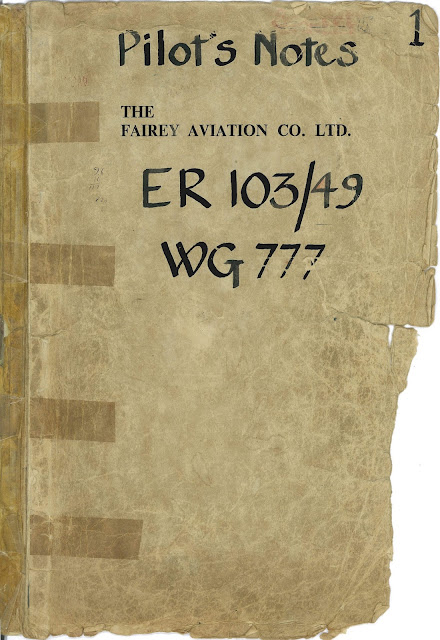 1
Pilot's Notes
THE
FAIREY AVIATION CO. LTD.
ER 103/49
WG 777